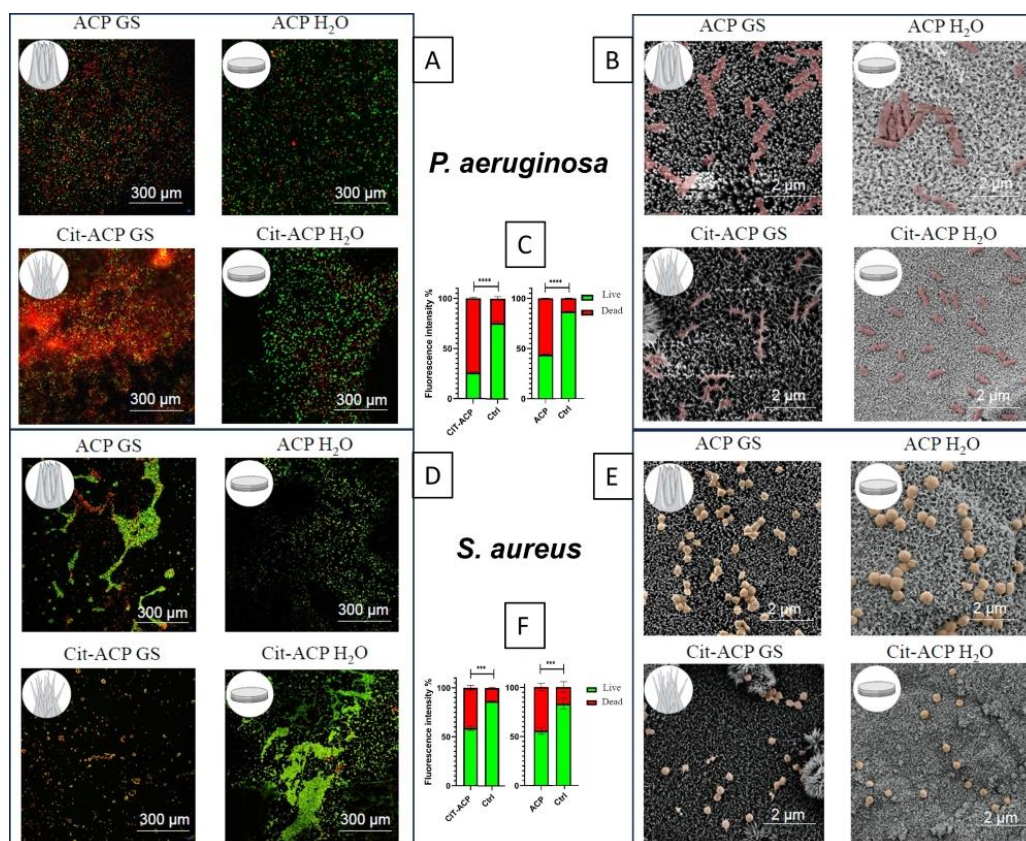 ACP GS
ACP H₂O
300 µm
300 µm
Cit-ACP GS
Cit-ACP H₂O
300 µm
300 µm
A
B
ACP GS
ACP H₂O
2 µm
2 µm
Cit-ACP GS
Cit-ACP H₂O
2 µm
2 µm
P. aeruginosa
C
Fluorescence intensity %
100
50
0
****
CIT-ACP
Ctrl
100
50
0
****
ACP
Ctrl
Live
Dead
ACP GS
ACP H₂O
300 µm
300 µm
Cit-ACP GS
Cit-ACP H₂O
300 µm
300 µm
D
E
ACP GS
ACP H₂O
2 µm
2 µm
Cit-ACP GS
Cit-ACP H₂O
2 µm
2 µm
S. aureus
F
Fluorescence intensity %
100
50
0
***
CIT-ACP
Ctrl
100
50
0
***
ACP
Ctrl
Live
Dead